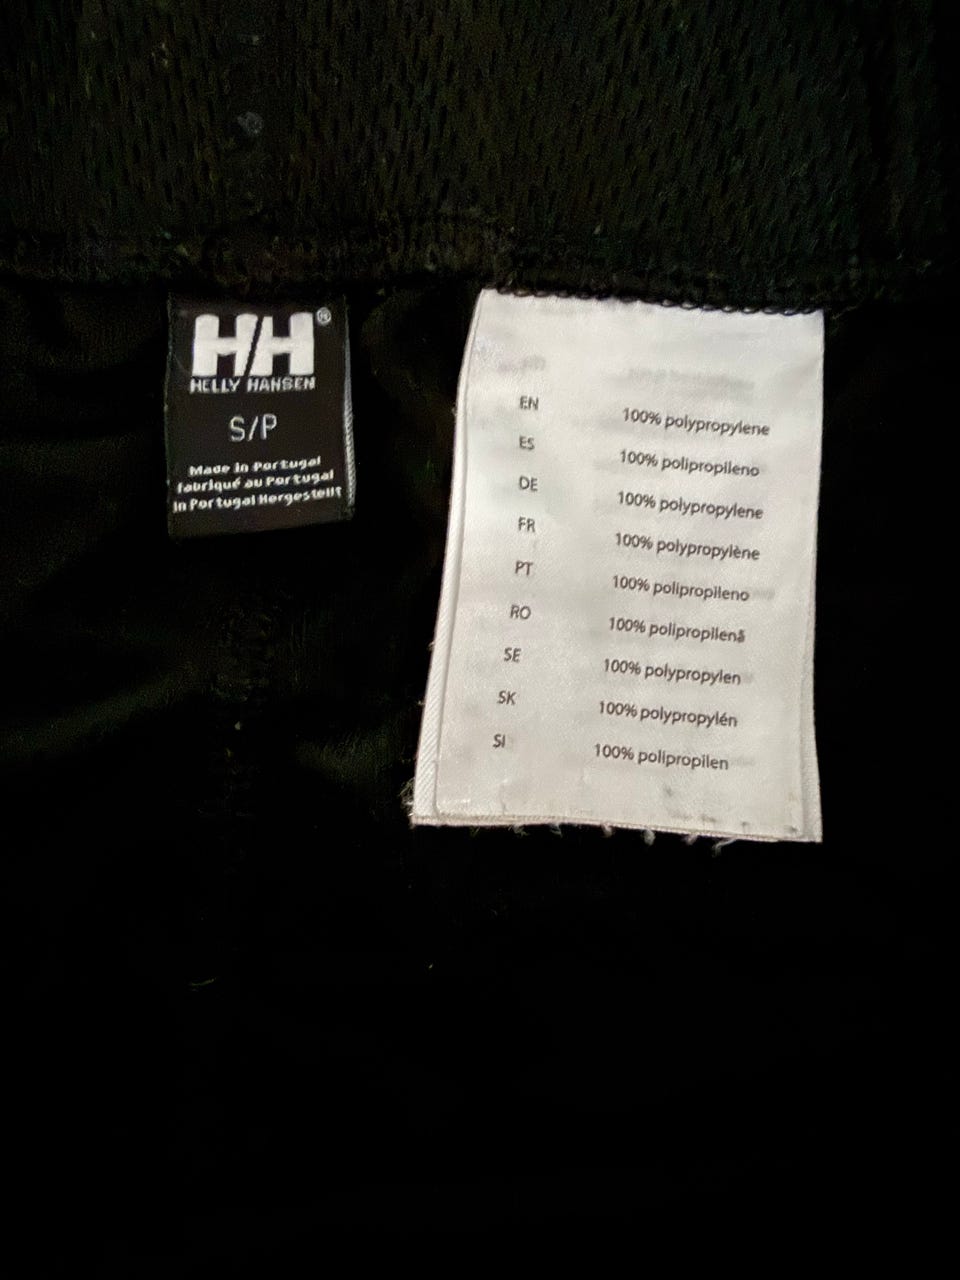 HH®
HELLY HANSEN
S/P
Made in Portugal
fabriqué au Portugal
In Portugal Hergestellt
EN 100% polypropylene
ES 100% polipropileno
DE 100% polypropylene
FR 100% polypropylène
PT 100% polipropileno
RO 100% polipropilenă
SE 100% polypropylen
SK 100% polypropylén
SI 100% polipropilen